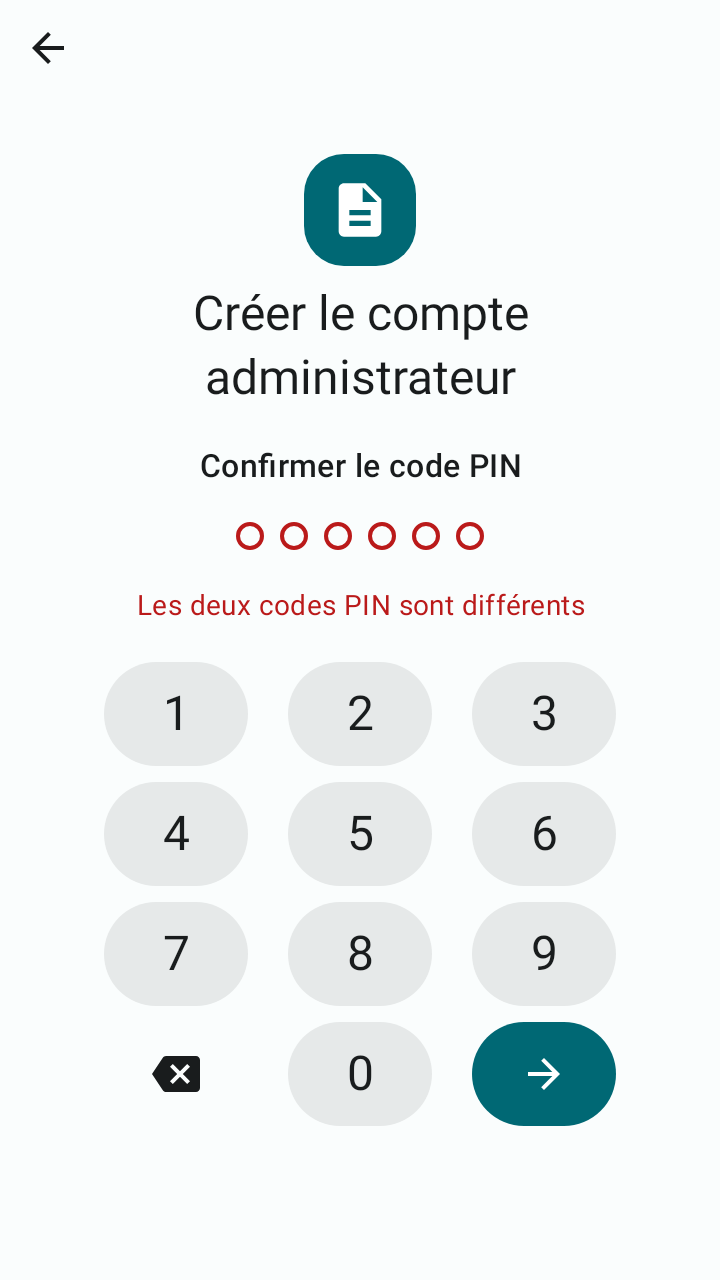 Créer le compte
administrateur
Confirmer le code PIN
Les deux codes PIN sont différents
1 2 3
4 5 6
7 8 9
0